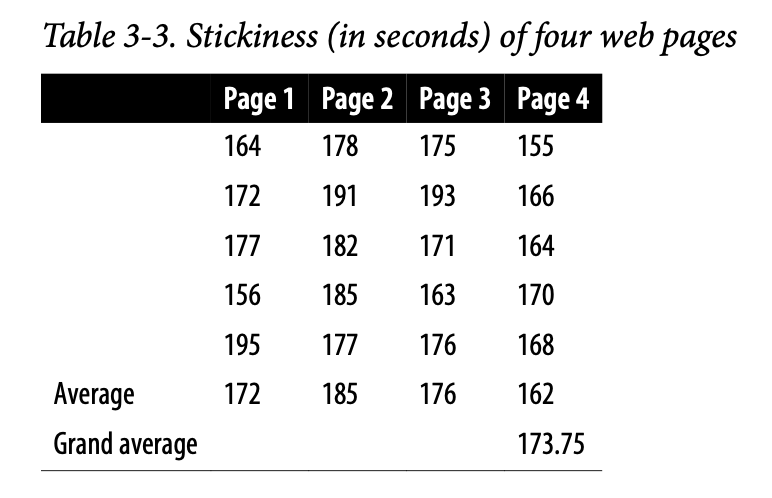 Table 3-3. Stickiness (in seconds) of four web pages
Page 1 Page 2 Page 3 Page 4
164 178 175 155
172 191 193 166
177 182 171 164
156 185 163 170
195 177 176 168
Average 172 185 176 162
Grand average 173.75